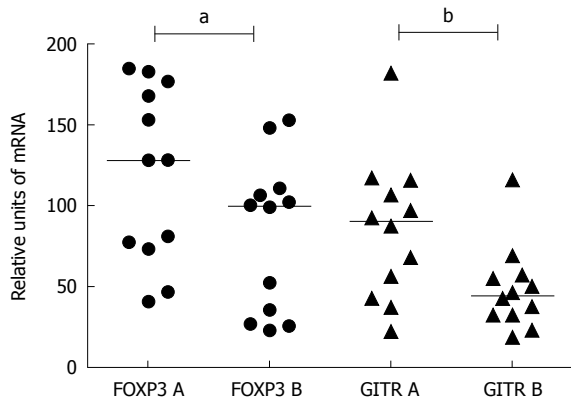 a
b
200
150
100
50
0
Relative units of mRNA
FOXP3 A
FOXP3 B
GITR A
GITR B